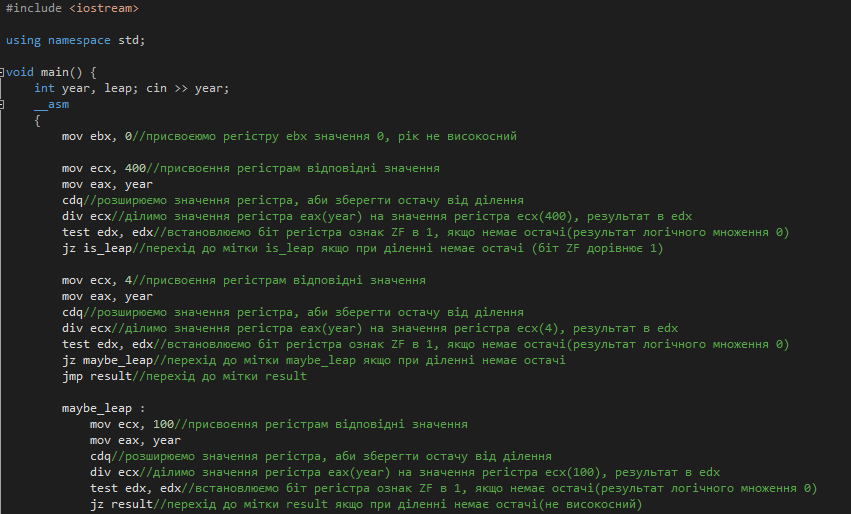 #include <iostream>
using namespace std;
void main() {
int year, leap; cin >> year;
__asm
{
mov ebx, 0//присвоєюмо регістру ebx значення 0, рік не високосний
mov ecx, 400//присвоєння регістрам відповідні значення
mov eax, year
cdq//розширюємо значення регістра, аби зберегти остачу від ділення
div ecx//ділимо значення регістра eax(year) на значення регістра ecx(400), результат в edx
test edx, edx//встановлюємо біт регістра ознак ZF в 1, якщо немає остачі(результат логічного множення 0)
jz is_leap//перехід до мітки is_leap якщо при діленні немає остачі (біт ZF дорівнює 1)
mov ecx, 4//присвоєння регістрам відповідні значення
mov eax, year
cdq//розширюємо значення регістра, аби зберегти остачу від ділення
div ecx//ділимо значення регістра eax(year) на значення регістра ecx(4), результат в edx
test edx, edx//встановлюємо біт регістра ознак ZF в 1, якщо немає остачі(результат логічного множення 0)
jz maybe_leap//перехід до мітки maybe_leap якщо при діленні немає остачі
jmp result//перехід до мітки result
maybe_leap :
mov ecx, 100//присвоєння регістрам відповідні значення
mov eax, year
cdq//розширюємо значення регістра, аби зберегти остачу від ділення
div ecx//ділимо значення регістра eax(year) на значення регістра ecx(100), результат в edx
test edx, edx//встановлюємо біт регістра ознак ZF в 1, якщо немає остачі(результат логічного множення 0)
jz result//перехід до мітки result якщо при діленні немає остачі(не високосний)